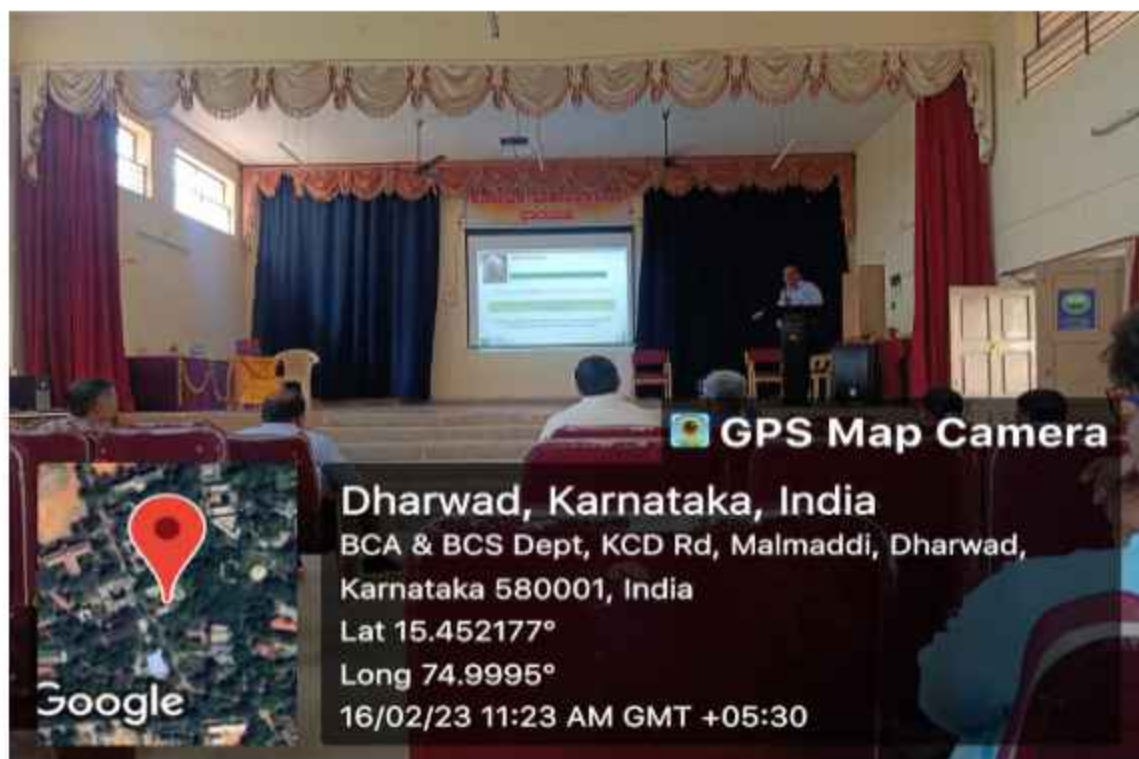 GPS Map Camera
Dharwad, Karnataka, India
BCA & BCS Dept, KCD Rd, Malmaddi, Dharwad,
Karnataka 580001, India
Lat 15.452177°
Long 74.9995°
16/02/23 11:23 AM GMT +05:30
Google